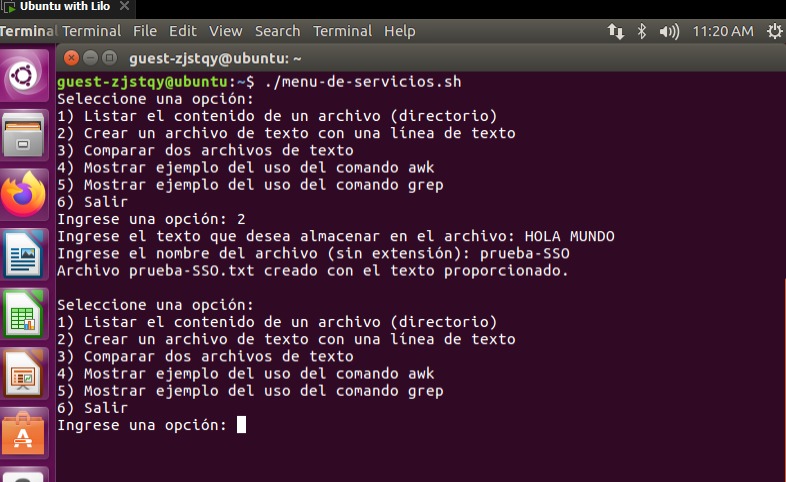 Ubuntu with Lilo
Terminal Terminal File Edit View Search Terminal Help 11:20 AM
guest-zjstqy@ubuntu: ~
guest-zjstqy@ubuntu:~$ ./menu-de-servicios.sh
Seleccione una opción:
1) Listar el contenido de un archivo (directorio)
2) Crear un archivo de texto con una línea de texto
3) Comparar dos archivos de texto
4) Mostrar ejemplo del uso del comando awk
5) Mostrar ejemplo del uso del comando grep
6) Salir
Ingrese una opción: 2
Ingrese el texto que desea almacenar en el archivo: HOLA MUNDO
Ingrese el nombre del archivo (sin extensión): prueba-SSO
Archivo prueba-SSO.txt creado con el texto proporcionado.
Seleccione una opción:
1) Listar el contenido de un archivo (directorio)
2) Crear un archivo de texto con una línea de texto
3) Comparar dos archivos de texto
4) Mostrar ejemplo del uso del comando awk
5) Mostrar ejemplo del uso del comando grep
6) Salir
Ingrese una opción: